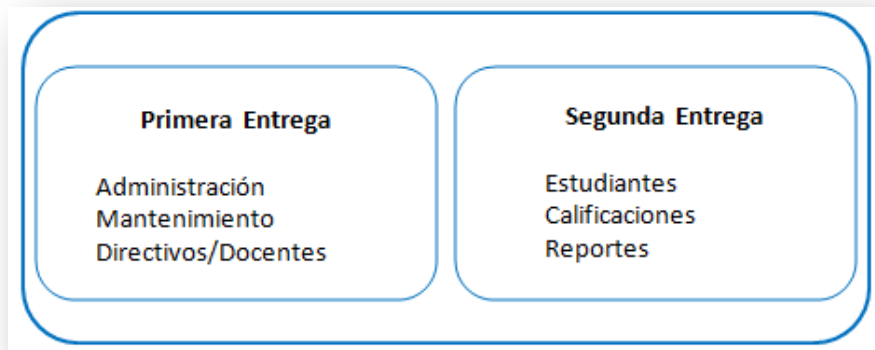 Primera Entrega
Administración
Mantenimiento
Directivos/Docentes
Segunda Entrega
Estudiantes
Calificaciones
Reportes